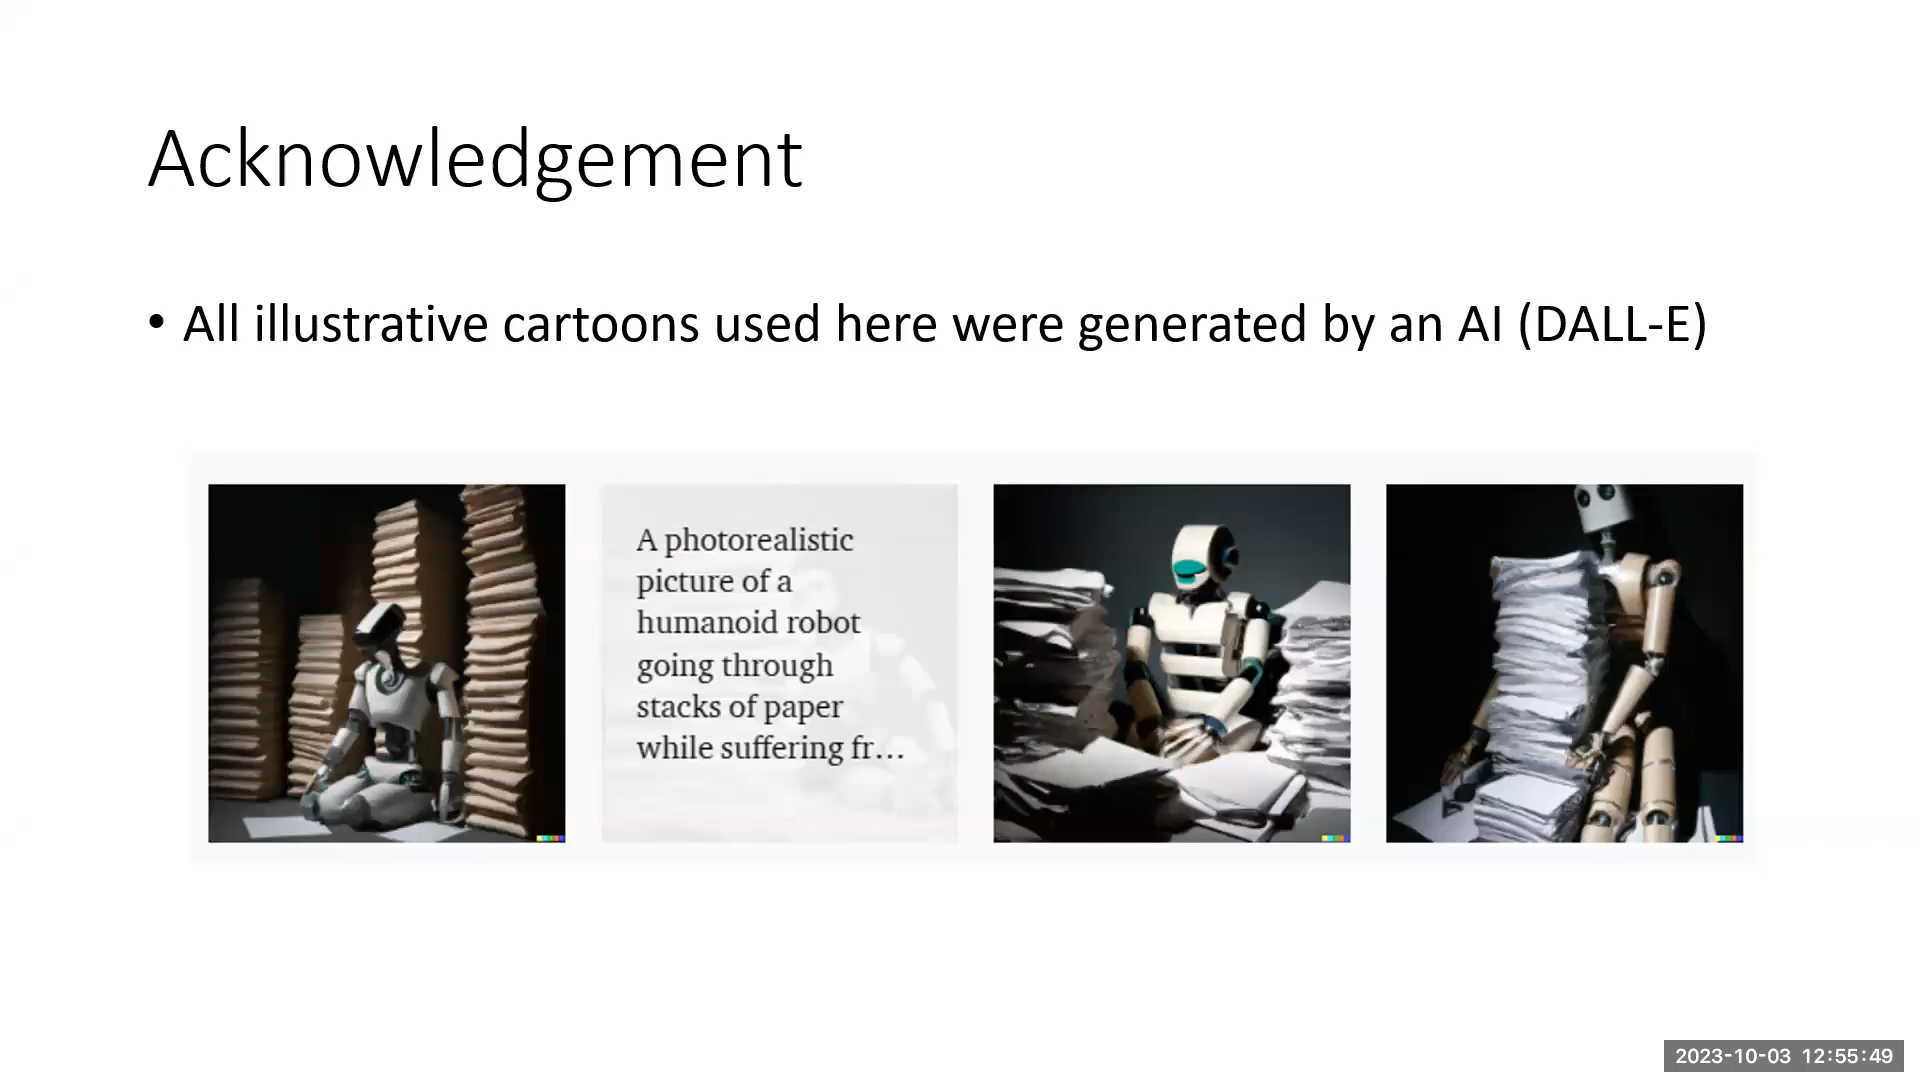 Acknowledgement
• All illustrative cartoons used here were generated by an AI (DALL-E)
A photorealistic
picture of a
humanoid robot
going through
stacks of paper
while suffering fr...
2023-10-03 12:55:49